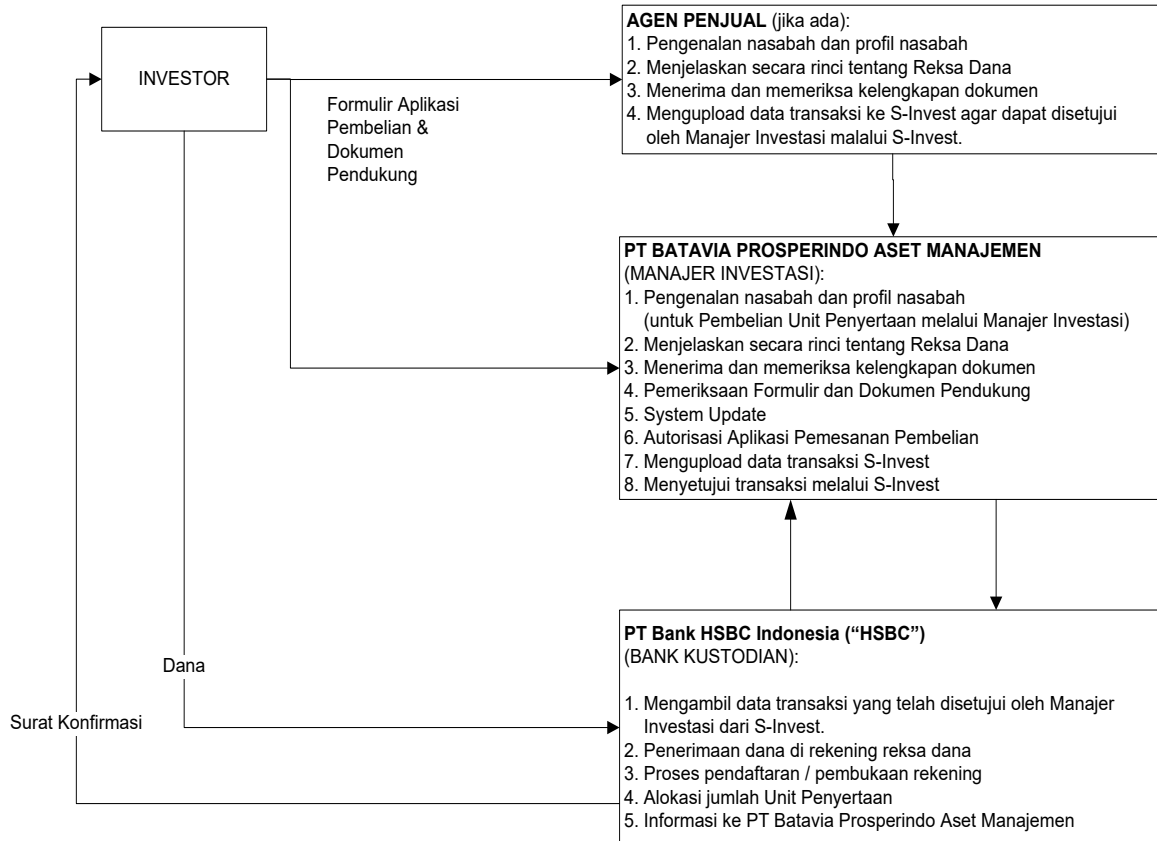 INVESTOR
Formulir Aplikasi
Pembelian &
Dokumen
Pendukung
AGEN PENJUAL (jika ada):
1. Pengenalan nasabah dan profil nasabah
2. Menjelaskan secara rinci tentang Reksa Dana
3. Menerima dan memeriksa kelengkapan dokumen
4. Mengupload data transaksi ke S-Invest agar dapat disetujui
oleh Manajer Investasi malalui S-Invest.
PT BATAVIA PROSPERINDO ASET MANAJEMEN
(MANAJER INVESTASI):
1. Pengenalan nasabah dan profil nasabah
(untuk Pembelian Unit Penyertaan melalui Manajer Investasi)
2. Menjelaskan secara rinci tentang Reksa Dana
3. Menerima dan memeriksa kelengkapan dokumen
4. Pemeriksaan Formulir dan Dokumen Pendukung
5. System Update
6. Autorisasi Aplikasi Pemesanan Pembelian
7. Mengupload data transaksi S-Invest
8. Menyetujui transaksi melalui S-Invest
Dana
Surat Konfirmasi
PT Bank HSBC Indonesia (“HSBC”)
(BANK KUSTODIAN):
1. Mengambil data transaksi yang telah disetujui oleh Manajer
Investasi dari S-Invest.
2. Penerimaan dana di rekening reksa dana
3. Proses pendaftaran / pembukaan rekening
4. Alokasi jumlah Unit Penyertaan
5. Informasi ke PT Batavia Prosperindo Aset Manajemen